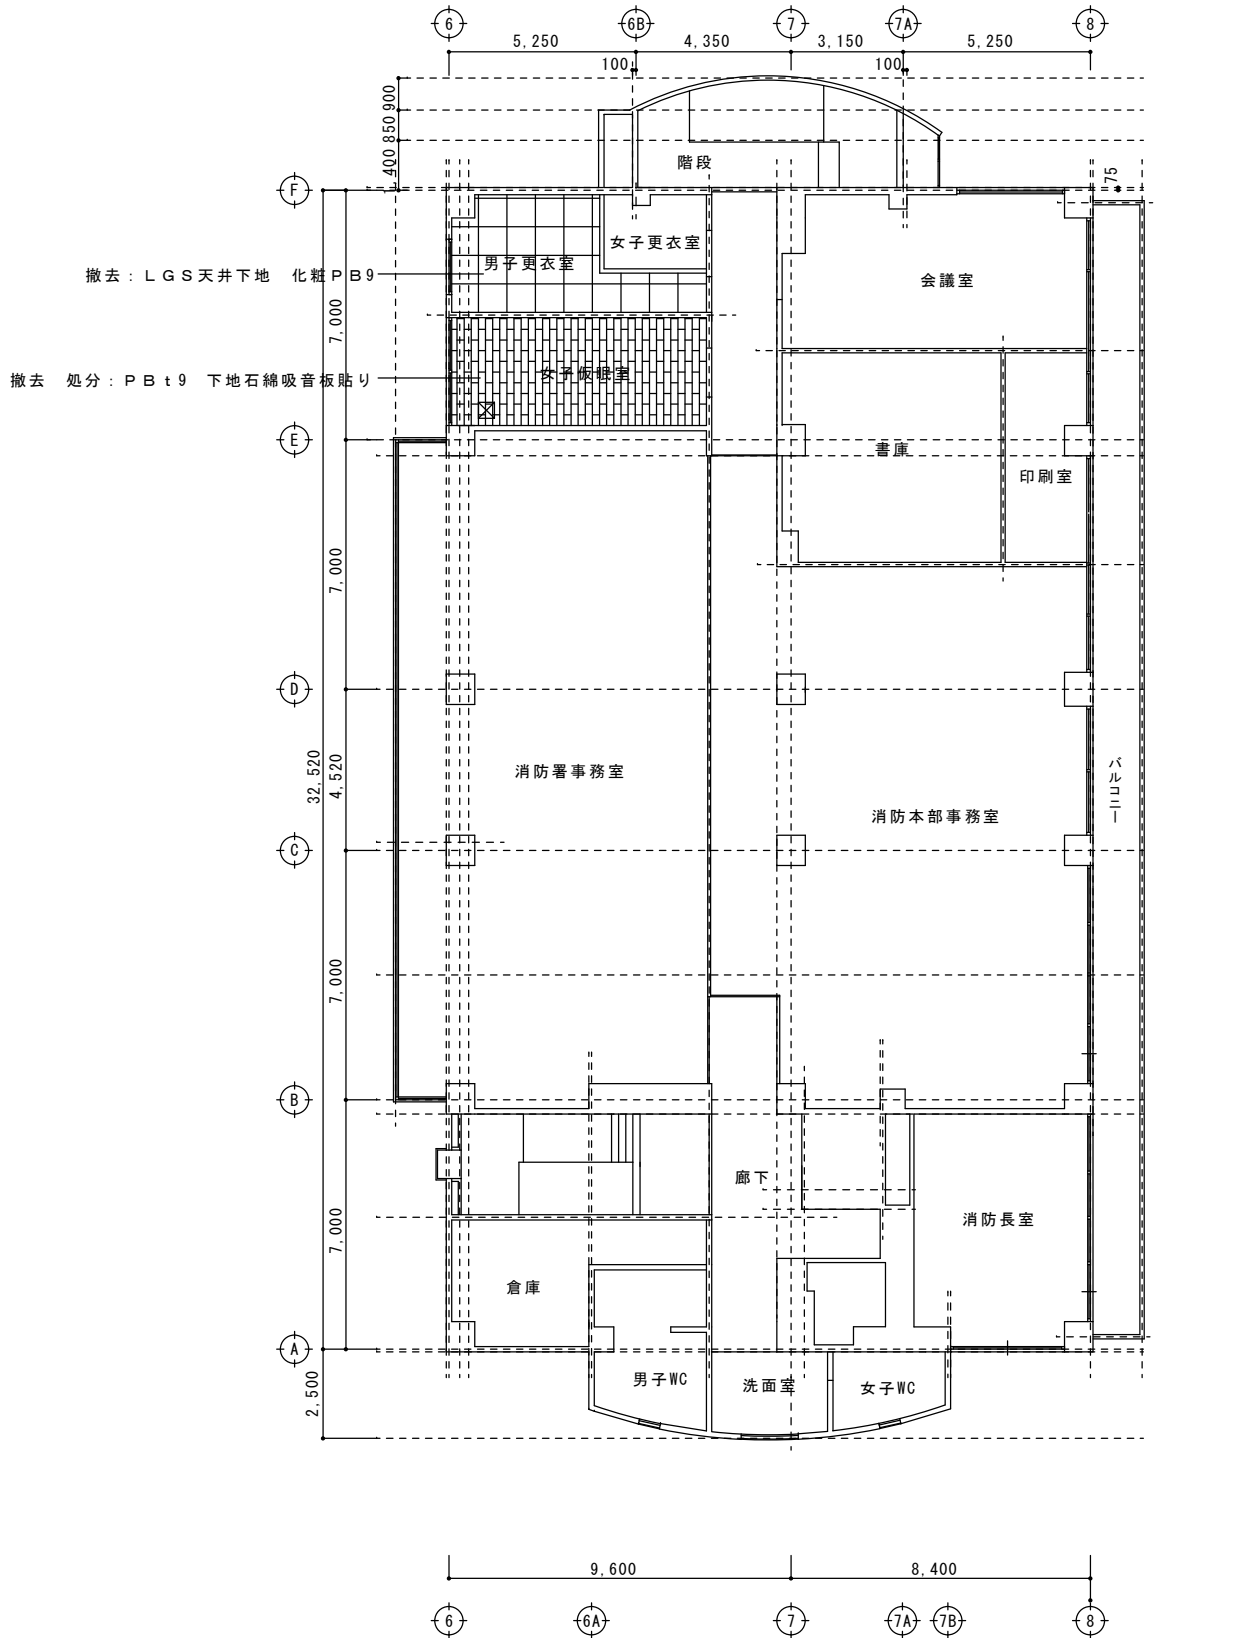 6 6B 7 7A 8
5,250 4,350 3,150 5,250
100 100
900
850
400
階段
75
F
女子更衣室
男子更衣室
撤去：ＬＧＳ天井下地　化粧ＰＢ9
会議室
7,000
女子仮眠室
撤去　処分：ＰＢｔ9　下地石綿吸音板貼り
E
書庫
印刷室
7,000
D
32,520
4,520
消防署事務室
バルコニー
消防本部事務室
C
7,000
B
廊下
消防長室
7,000
倉庫
A
2,500
男子WC
洗面室
女子WC
9,600 8,400
6 6A 7 7A 7B 8